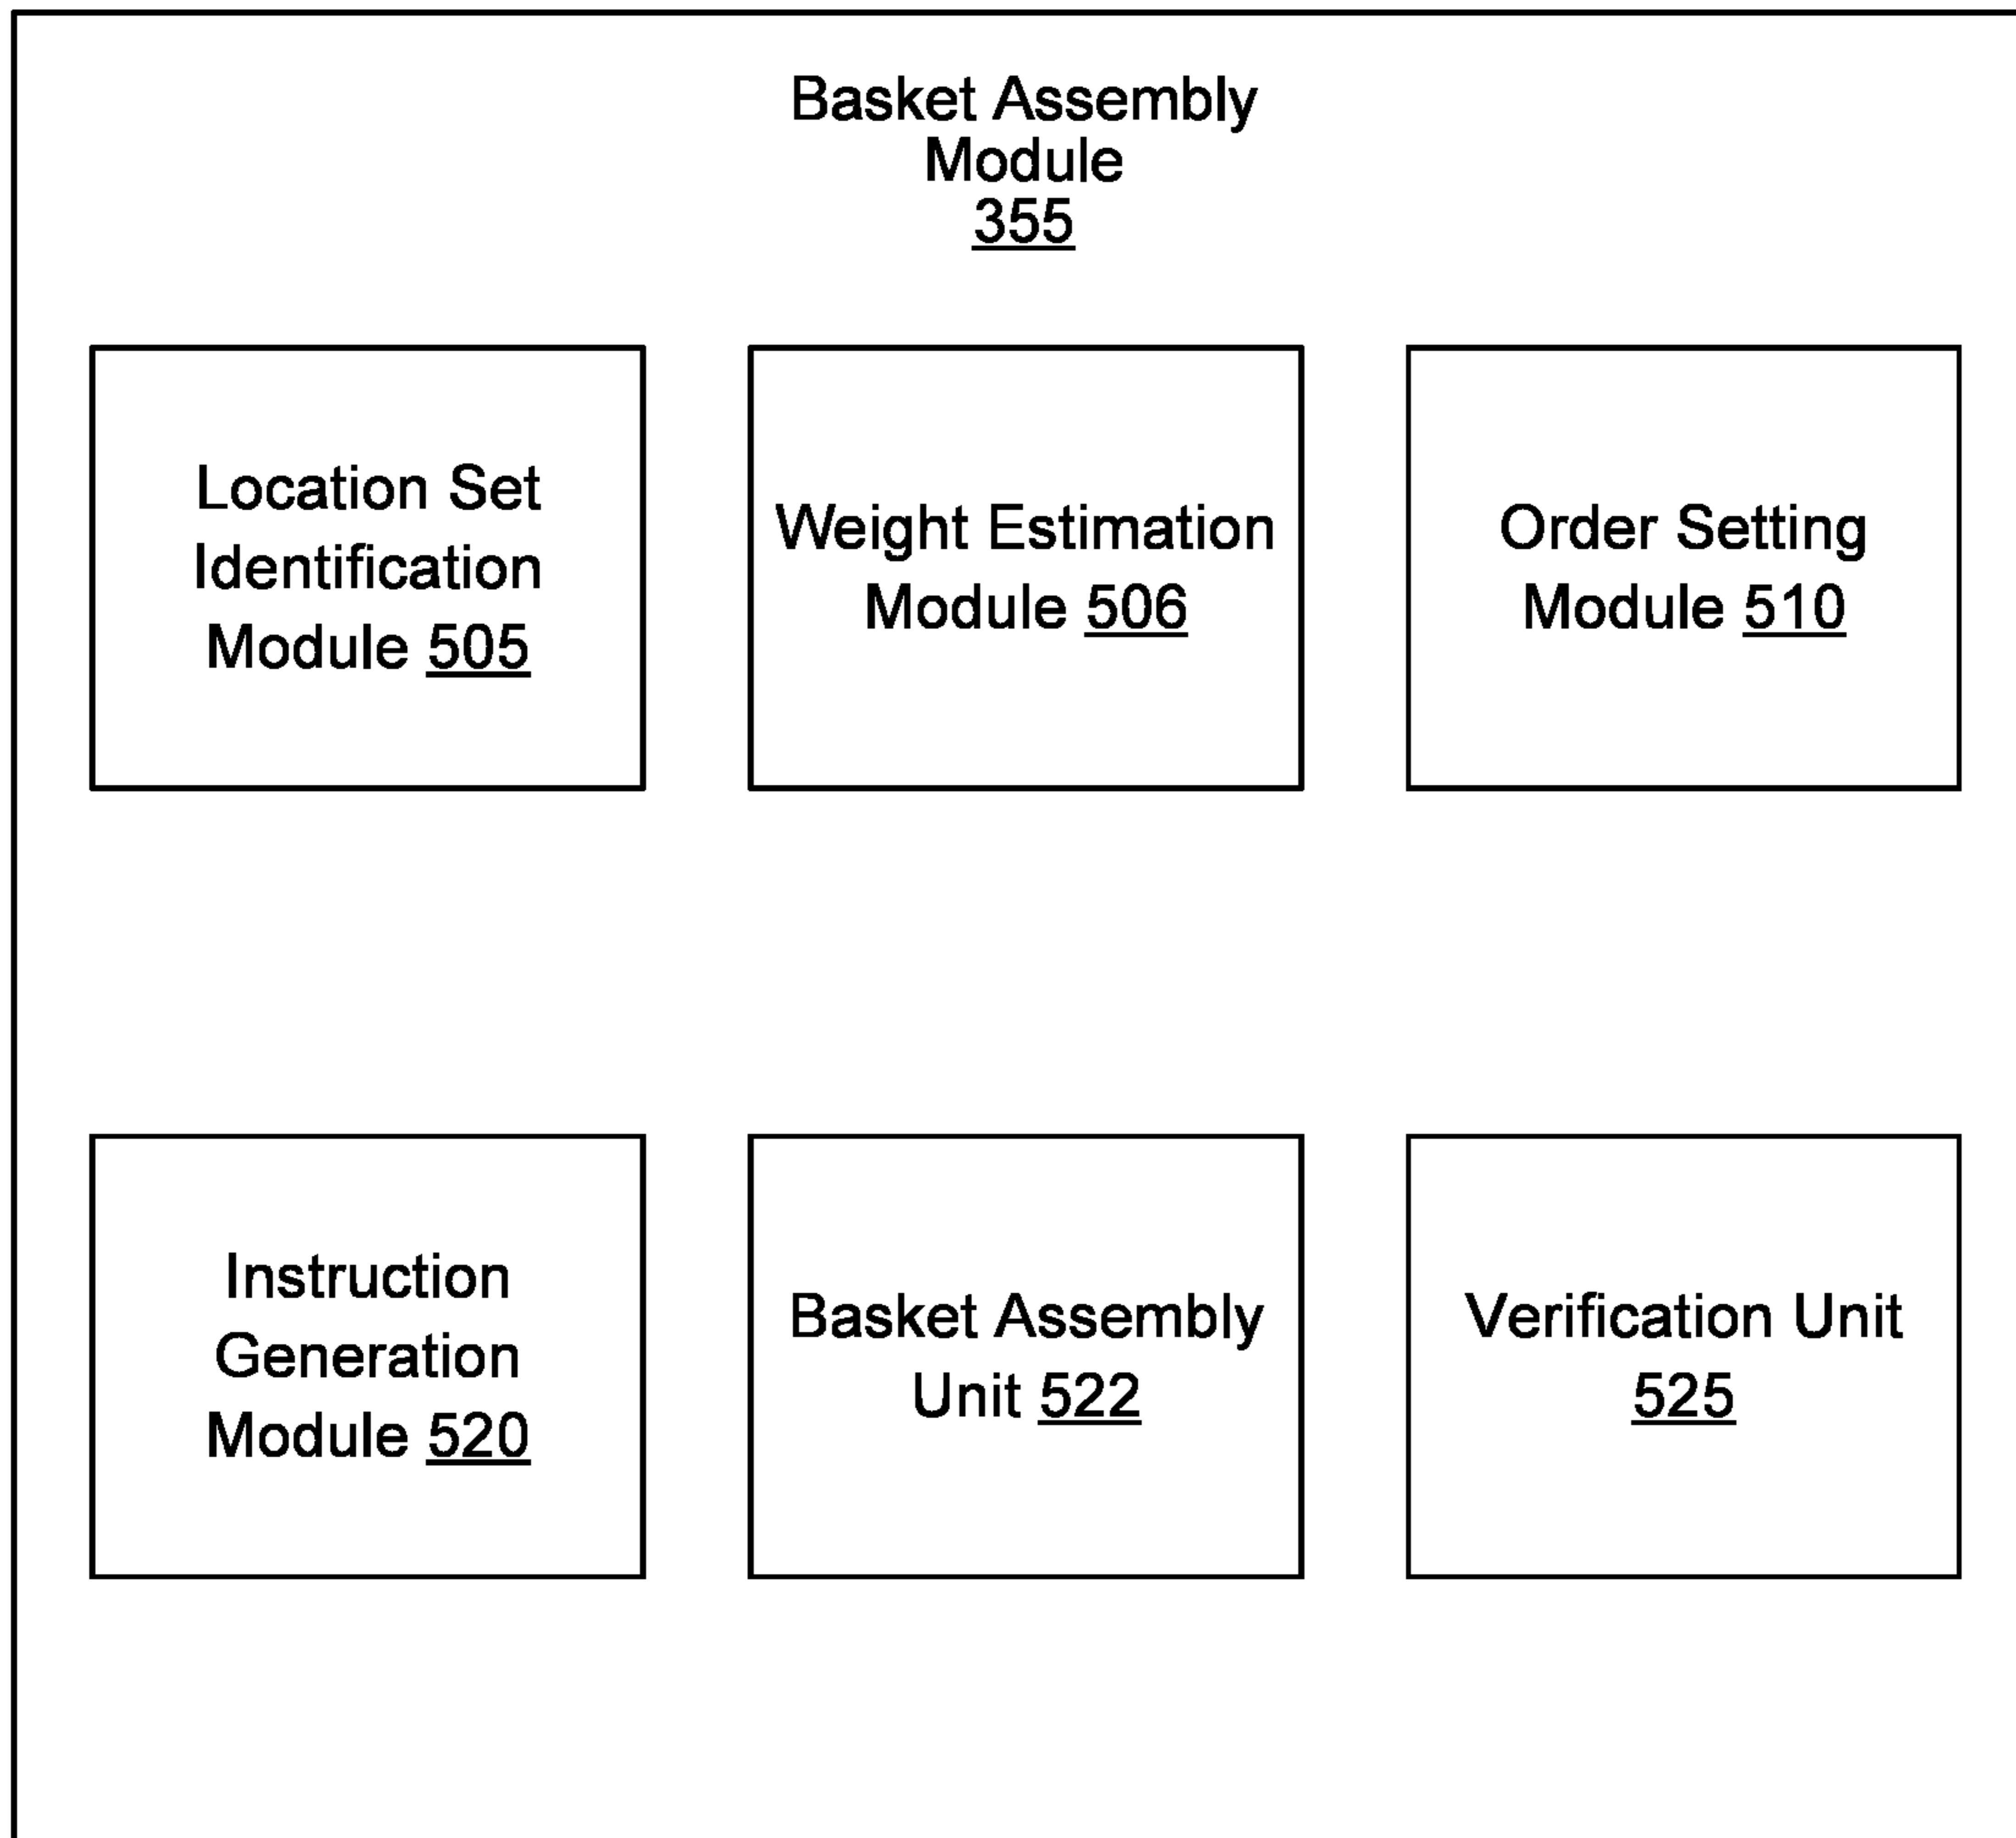 Basket Assembly
Module
355
Location Set
Identification
Module 505
Weight Estimation
Module 506
Order Setting
Module 510
Instruction
Generation
Module 520
Basket Assembly
Unit 522
Verification Unit
525